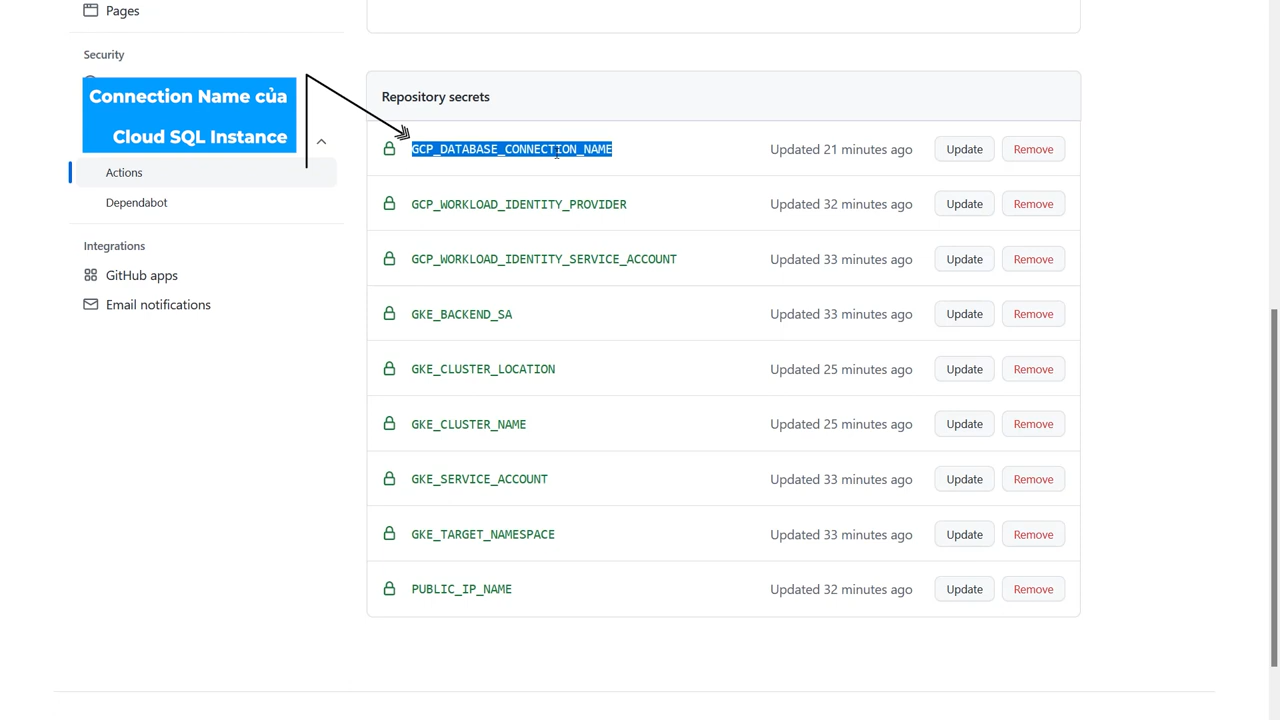 Pages
Security
Connection Name của
Cloud SQL Instance
Actions
Dependabot
Integrations
GitHub apps
Email notifications
Repository secrets
GCP_DATABASE_CONNECTION_NAME Updated 21 minutes ago Update Remove
GCP_WORKLOAD_IDENTITY_PROVIDER Updated 32 minutes ago Update Remove
GCP_WORKLOAD_IDENTITY_SERVICE_ACCOUNT Updated 33 minutes ago Update Remove
GKE_BACKEND_SA Updated 33 minutes ago Update Remove
GKE_CLUSTER_LOCATION Updated 25 minutes ago Update Remove
GKE_CLUSTER_NAME Updated 25 minutes ago Update Remove
GKE_SERVICE_ACCOUNT Updated 33 minutes ago Update Remove
GKE_TARGET_NAMESPACE Updated 33 minutes ago Update Remove
PUBLIC_IP_NAME Updated 32 minutes ago Update Remove